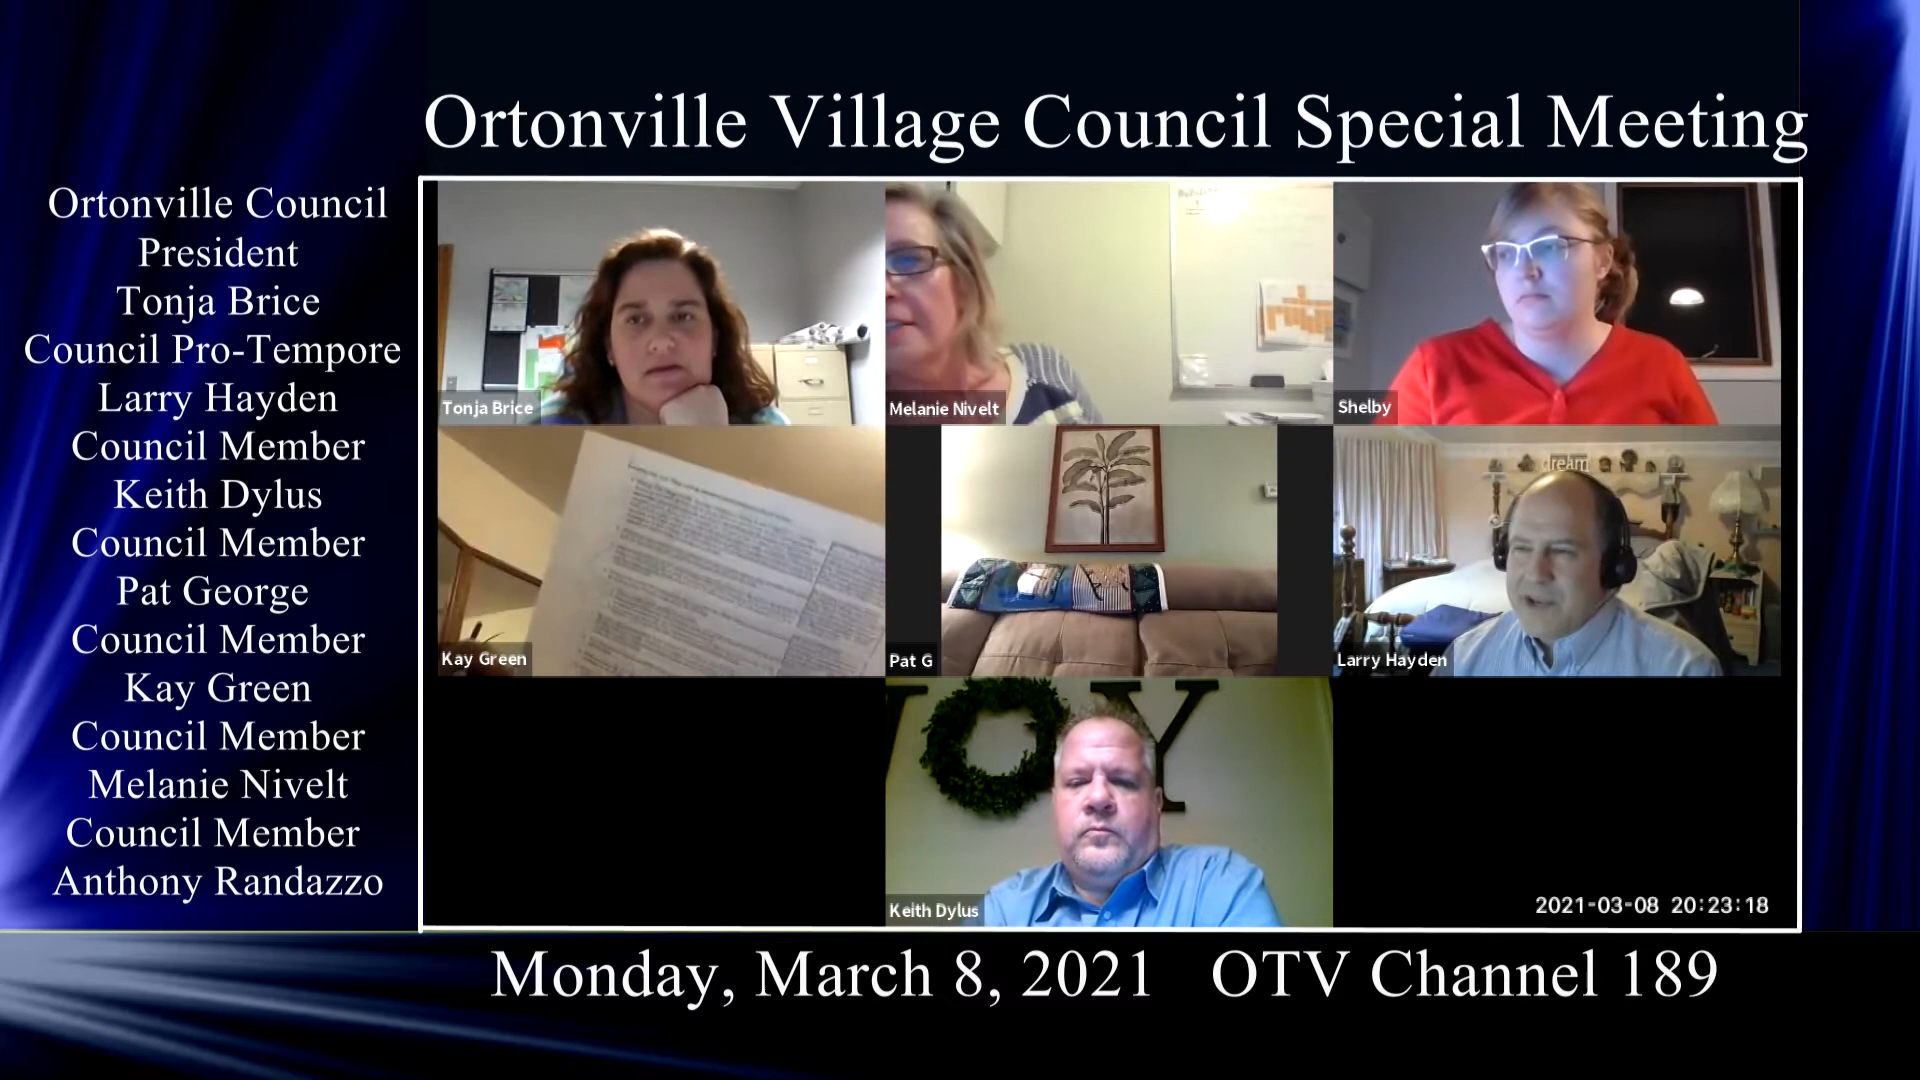 Ortonville Village Council Special Meeting
Ortonville Council
President
Tonja Brice
Council Pro-Tempore
Larry Hayden
Council Member
Keith Dylus
Council Member
Pat George
Council Member
Kay Green
Council Member
Melanie Nivelt
Council Member
Anthony Randazzo
Tonja Brice
Melanie Nivelt
Shelby
dream
Kay Green
Pat G
Larry Hayden
Y
Keith Dylus
2021-03-08 20:23:18
Monday, March 8, 2021 OTV Channel 189